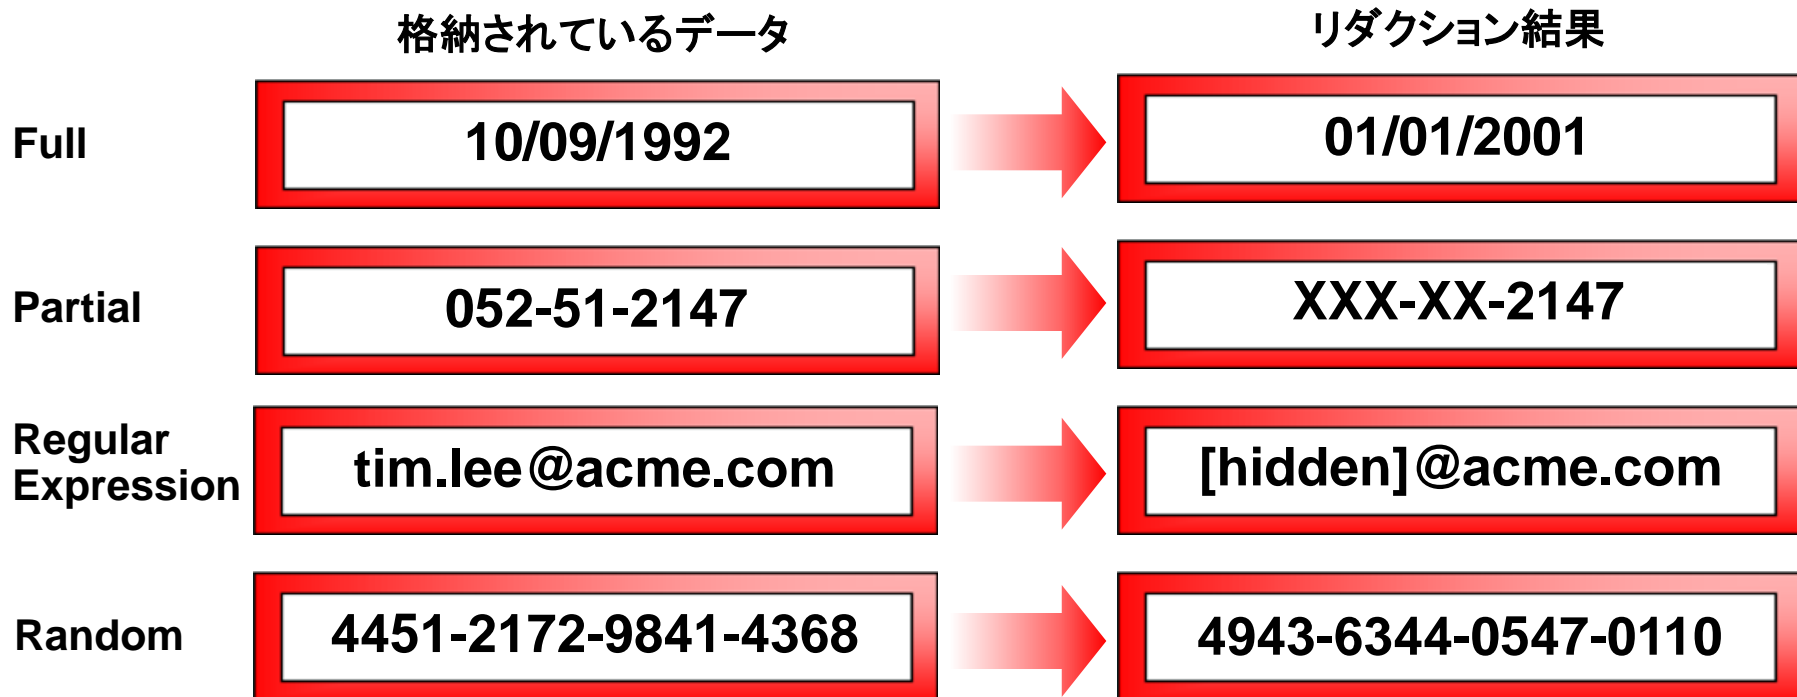 格納されているデータ
リダクション結果
Full
10/09/1992
01/01/2001
Partial
052-51-2147
XXX-XX-2147
Regular
Expression
tim.lee@acme.com
[hidden]@acme.com
Random
4451-2172-9841-4368
4943-6344-0547-0110